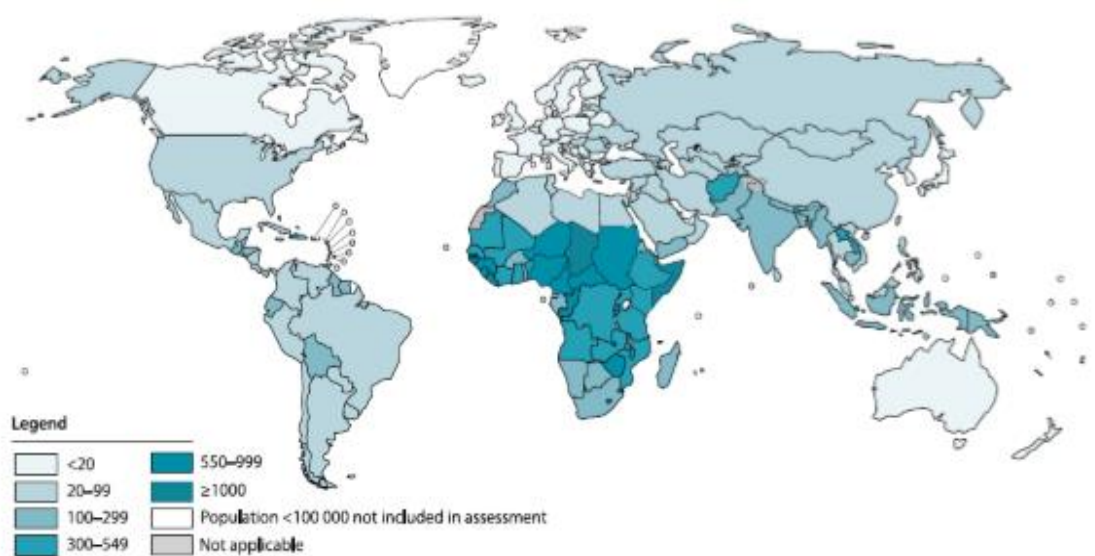 Legend
<20
20–99
100–299
300–549
550–999
≥1000
Population <100 000 not included in assessment
Not applicable